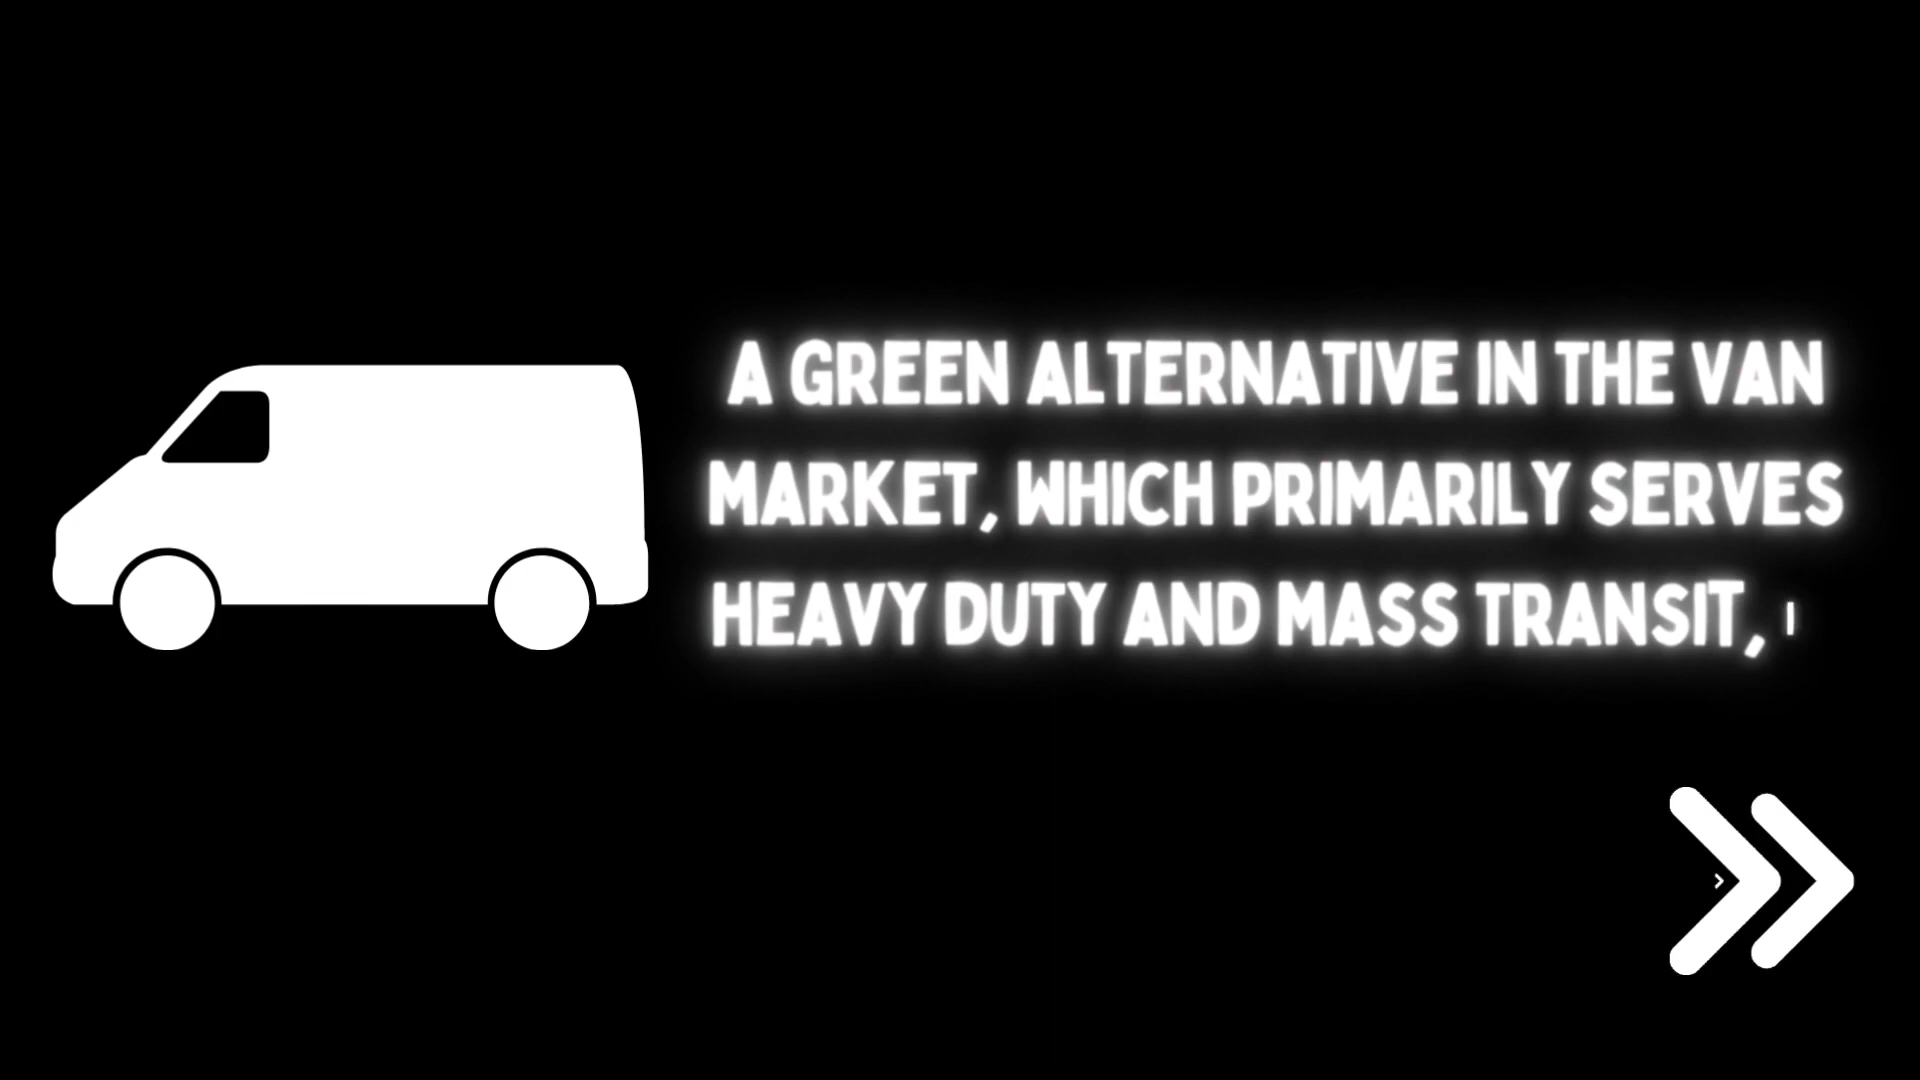 A GREEN ALTERNATIVE IN THE VAN
MARKET, WHICH PRIMARILY SERVES
HEAVY DUTY AND MASS TRANSIT,